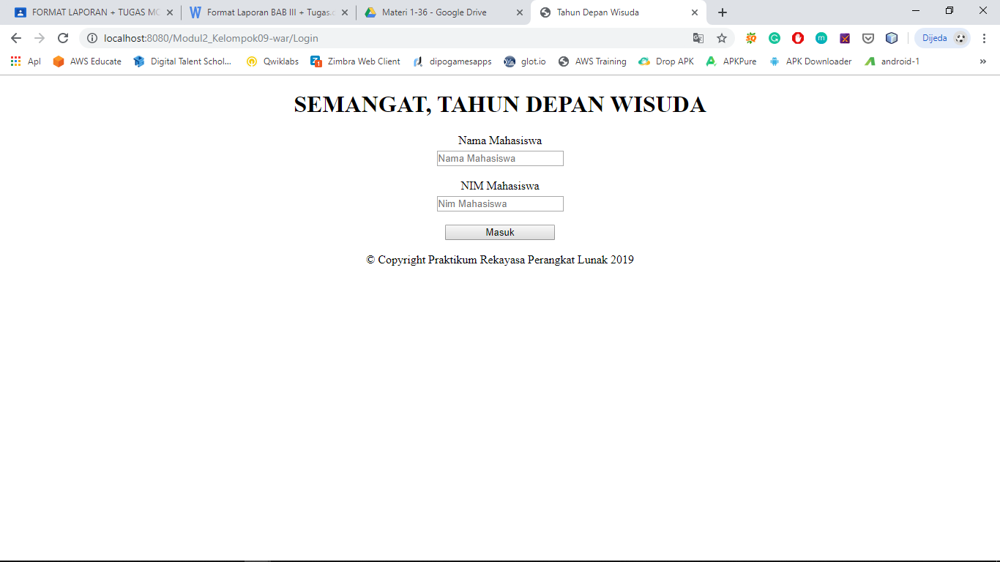 FORMAT LAPORAN + TUGAS MO
Format Laporan BAB III + Tugas.
Materi 1-36 - Google Drive
Tahun Depan Wisuda
localhost:8080/Modul2_Kelompok09-war/Login
Dijeda
Apl
AWS Educate
Digital Talent Schol...
Qwiklabs
Zimbra Web Client
dipogamesapps
glot.io
AWS Training
Drop APK
APKPure
APK Downloader
android-1
»
SEMANGAT, TAHUN DEPAN WISUDA
Nama Mahasiswa
Nama Mahasiswa
NIM Mahasiswa
Nim Mahasiswa
Masuk
© Copyright Praktikum Rekayasa Perangkat Lunak 2019